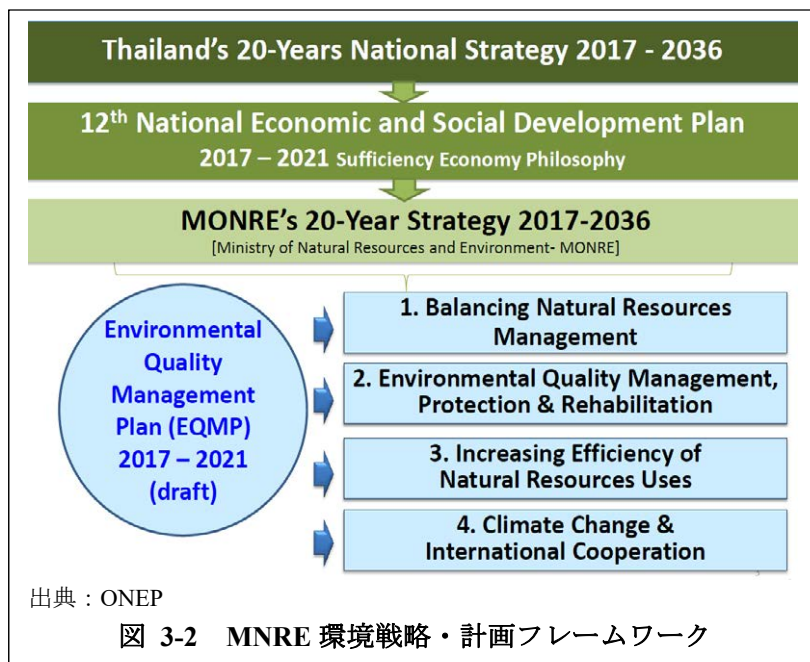 Thailand's 20-Years National Strategy 2017 - 2036
12th National Economic and Social Development Plan
2017 – 2021 Sufficiency Economy Philosophy
MONRE's 20-Year Strategy 2017-2036
[Ministry of Natural Resources and Environment- MONRE]
Environmental
Quality
Management
Plan (EQMP)
2017 – 2021
(draft)
1. Balancing Natural Resources
Management
2. Environmental Quality Management,
Protection & Rehabilitation
3. Increasing Efficiency of
Natural Resources Uses
4. Climate Change &
International Cooperation
出典：ONEP
図 3-2 MNRE 環境戦略・計画フレームワーク